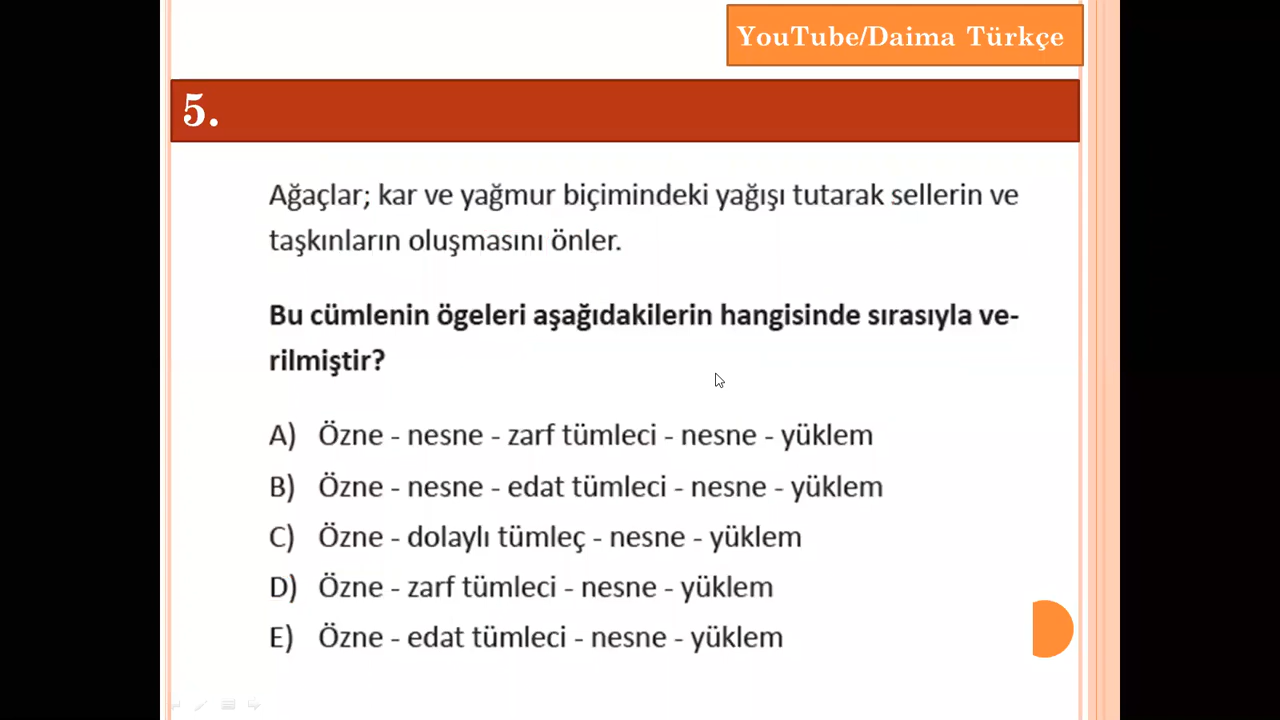 YouTube/Daima Türkçe
5.
Ağaçlar; kar ve yağmur biçimindeki yağışı tutarak sellerin ve
taşkınların oluşmasını önler.
Bu cümlenin ögeleri aşağıdakilerin hangisinde sırasıyla ve-
rilmiştir?
A) Özne - nesne - zarf tümleci - nesne - yüklem
B) Özne - nesne - edat tümleci - nesne - yüklem
C) Özne - dolaylı tümleç - nesne - yüklem
D) Özne - zarf tümleci - nesne - yüklem
E) Özne - edat tümleci - nesne - yüklem